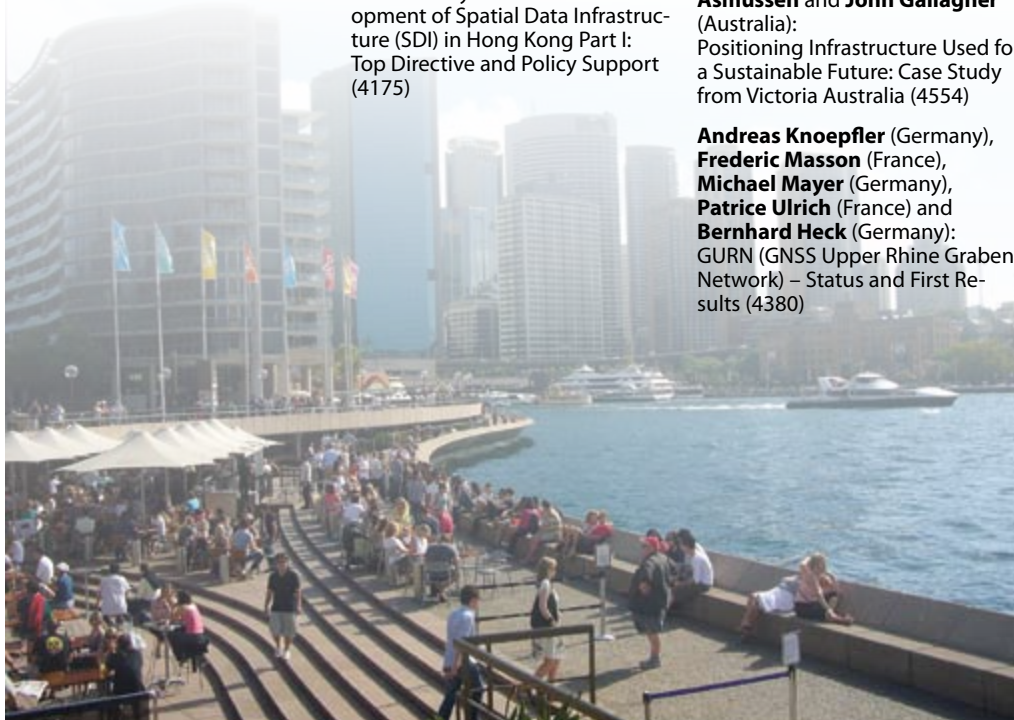 opment of Spatial Data Infrastruc-
ture (SDI) in Hong Kong Part I:
Top Directive and Policy Support
(4175)
Asmussen and John Gallagher
(Australia):
Positioning Infrastructure Used fo
a Sustainable Future: Case Study
from Victoria Australia (4554)
Andreas Knoepfler (Germany),
Frederic Masson (France),
Michael Mayer (Germany),
Patrice Ulrich (France) and
Bernhard Heck (Germany):
GURN (GNSS Upper Rhine Graben
Network) – Status and First Re-
sults (4380)